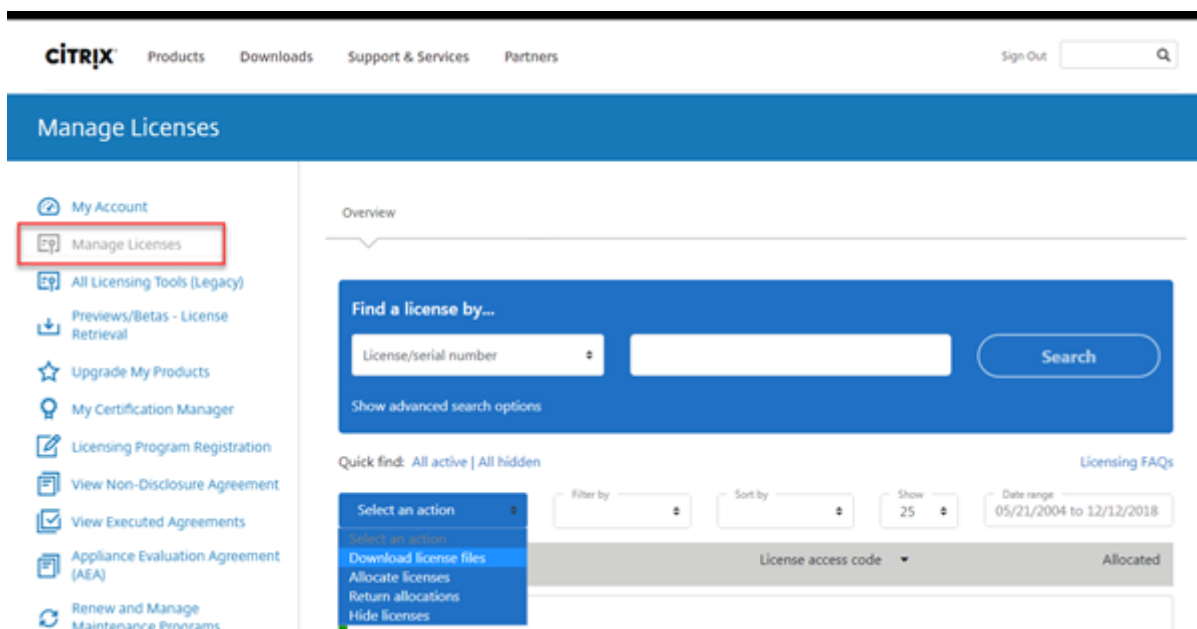 CİTRIX Products Downloads Support & Services Partners Sign Out
Manage Licenses
My Account
Manage Licenses
All Licensing Tools (Legacy)
Previews/Betas - License
Retrieval
Upgrade My Products
My Certification Manager
Licensing Program Registration
View Non-Disclosure Agreement
View Executed Agreements
Appliance Evaluation Agreement
(AEA)
Renew and Manage
Maintenance Programs
Overview
Find a license by...
License/serial number
Search
Show advanced search options
Quick find: All active | All hidden
Licensing FAQs
Select an action
Filter by
Sort by
Show
25
Date range
05/21/2004 to 12/12/2018
Select an action
Download license files
Allocate licenses
Return allocations
Hide licenses
License access code
Allocated